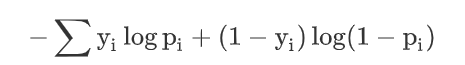 − ∑ yᵢ log pᵢ + (1 − yᵢ) log(1 − pᵢ)